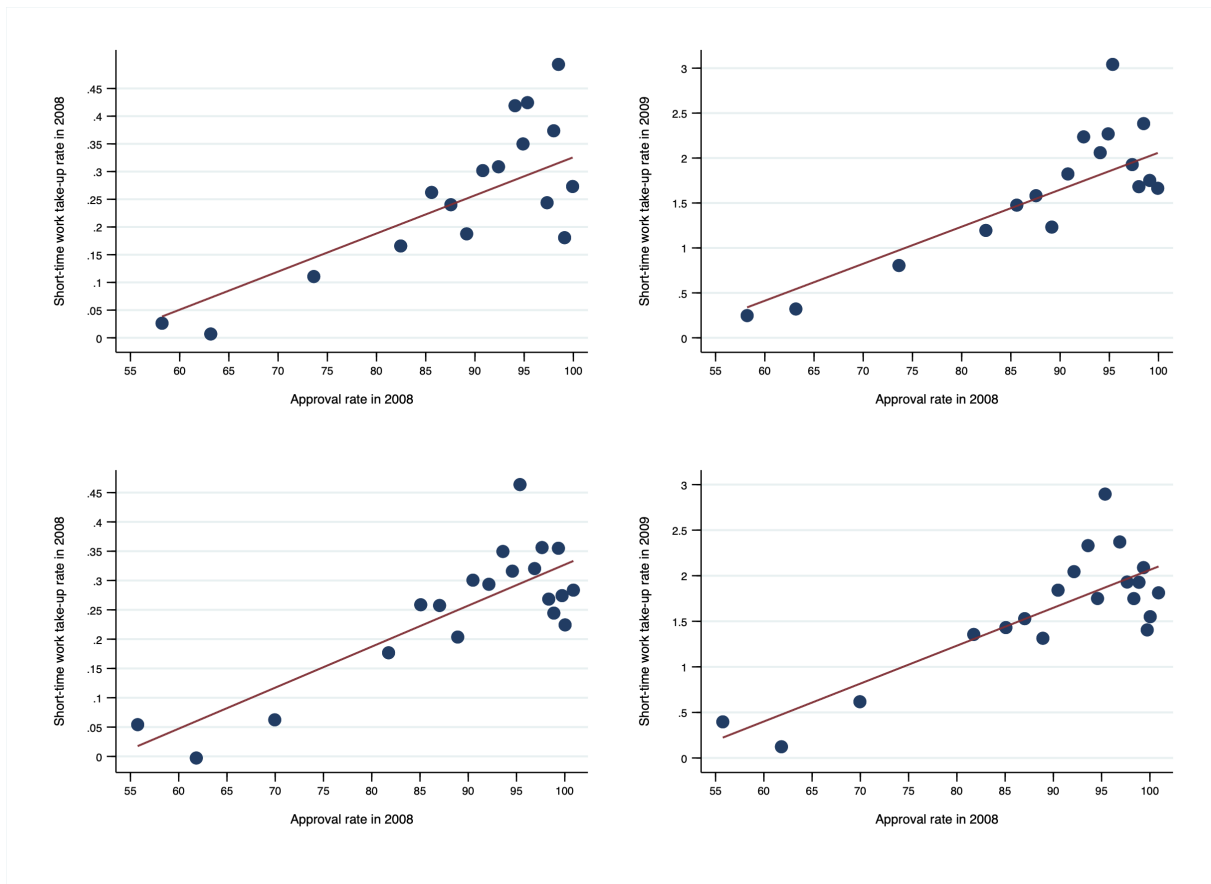 Short-time work take-up rate in 2008
.45
.4
.35
.3
.25
.2
.15
.1
.05
0
55 60 65 70 75 80 85 90 95 100
Approval rate in 2008
Short-time work take-up rate in 2009
3
2.5
2
1.5
1
.5
0
55 60 65 70 75 80 85 90 95 100
Approval rate in 2008
Short-time work take-up rate in 2008
.45
.4
.35
.3
.25
.2
.15
.1
.05
0
55 60 65 70 75 80 85 90 95 100
Approval rate in 2008
Short-time work take-up rate in 2009
3
2.5
2
1.5
1
.5
0
55 60 65 70 75 80 85 90 95 100
Approval rate in 2008